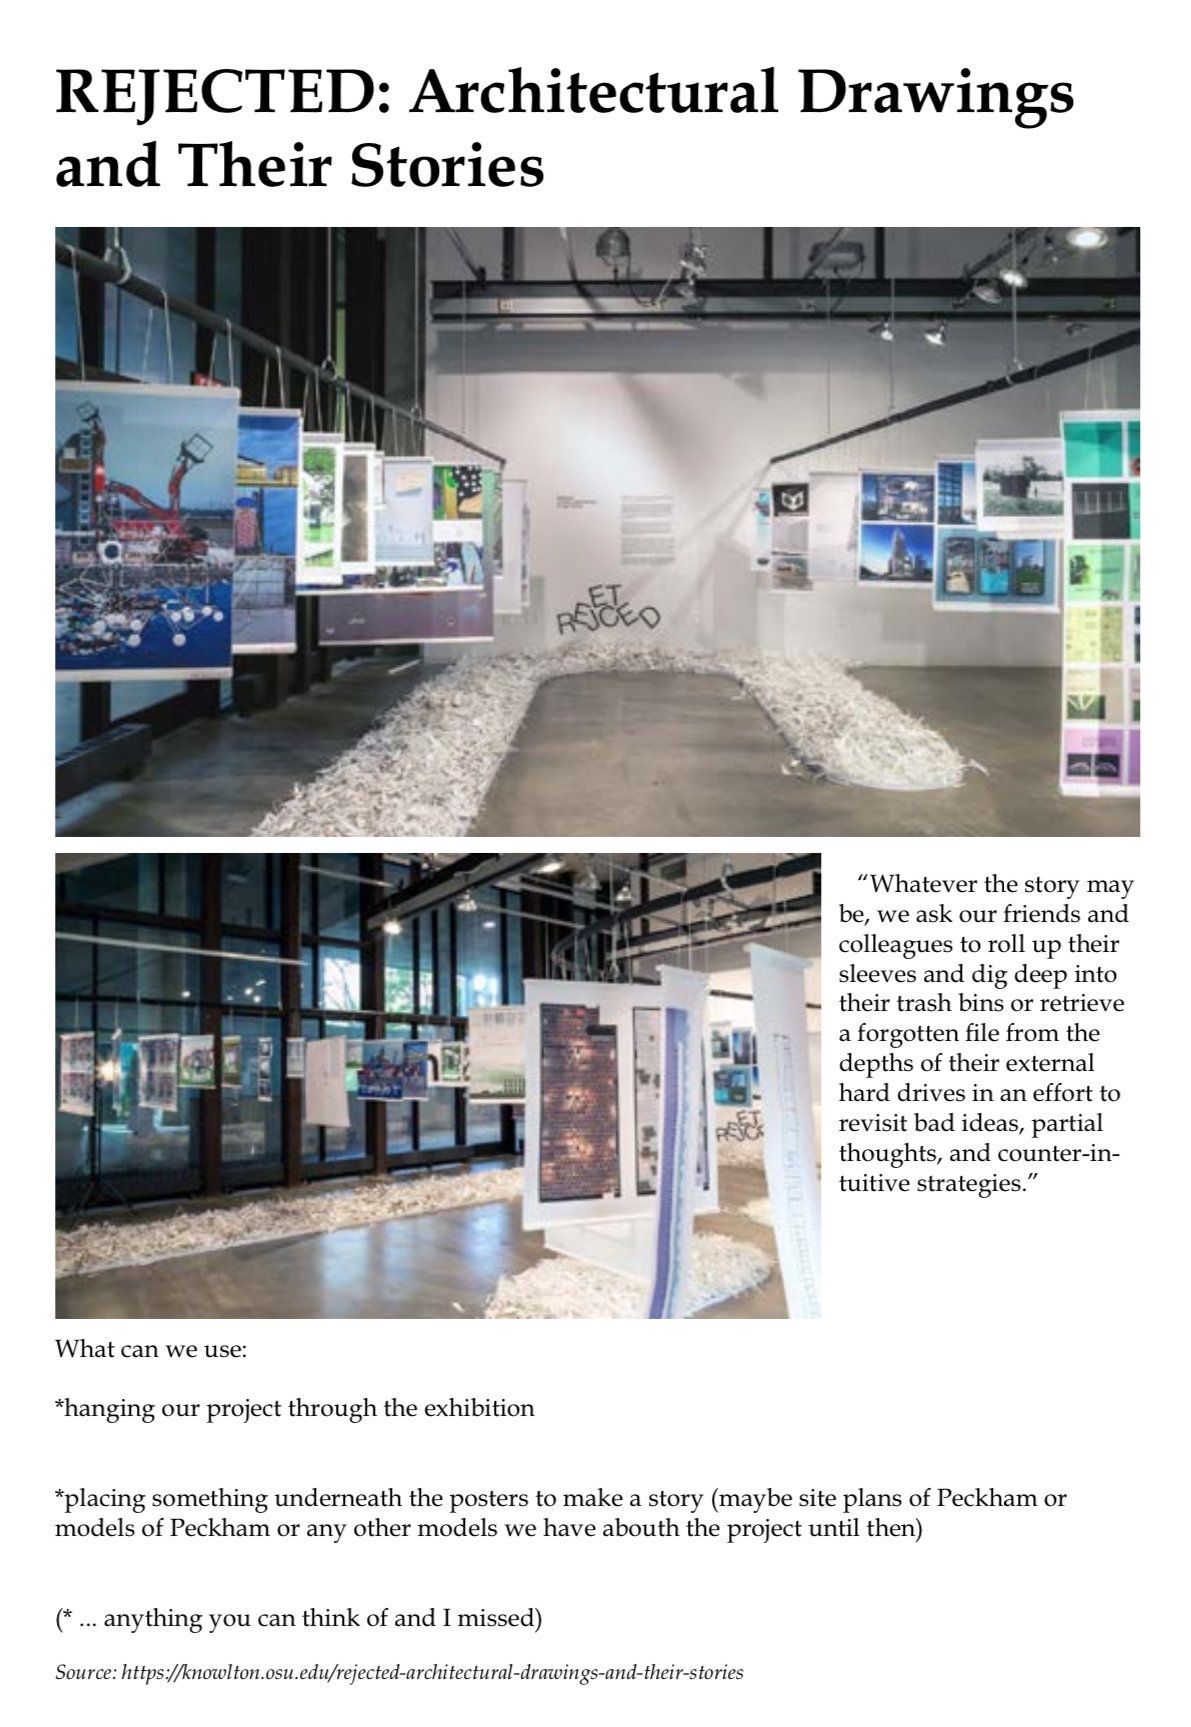 REJECTED: Architectural Drawings
and Their Stories
ET
REJCED
REJCE
“Whatever the story may
be, we ask our friends and
colleagues to roll up their
sleeves and dig deep into
their trash bins or retrieve
a forgotten file from the
depths of their external
hard drives in an effort to
revisit bad ideas, partial
thoughts, and counter-in-
tuitive strategies.”
What can we use:
*hanging our project through the exhibition
*placing something underneath the posters to make a story (maybe site plans of Peckham or
models of Peckham or any other models we have abouth the project until then)
(* ... anything you can think of and I missed)
Source: https://knowlton.osu.edu/rejected-architectural-drawings-and-their-stories